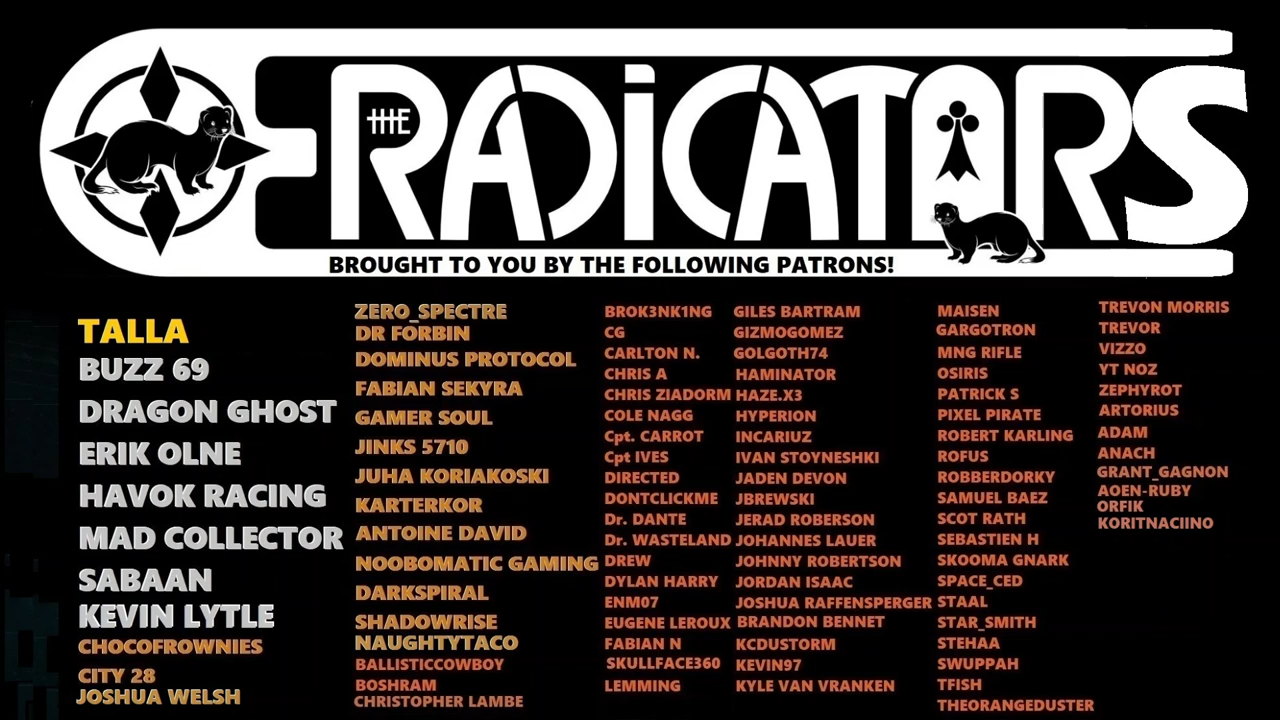 THE
ERADiCATORS
BROUGHT TO YOU BY THE FOLLOWING PATRONS!
TALLA
BUZZ 69
DRAGON GHOST
ERIK OLNE
HAVOK RACING
MAD COLLECTOR
SABAAN
KEVIN LYTLE
CHOCOFROWNIES
CITY 28
JOSHUA WELSH
ZERO_SPECTRE
DR FORBIN
DOMINUS PROTOCOL
FABIAN SEKYRA
GAMER SOUL
JINKS 5710
JUHA KORIAKOSKI
KARTERKOR
ANTOINE DAVID
NOOBOMATIC GAMING
DARKSPIRAL
SHADOWRISE
NAUGHTYTACO
BALLISTICCOWBOY
BOSHRAM
CHRISTOPHER LAMBE
BROK3NK1NG
CG
CARLTON N.
CHRIS A
CHRIS ZIADORM
COLE NAGG
Cpt. CARROT
Cpt IVES
DIRECTED
DONTCLICKME
Dr. DANTE
Dr. WASTELAND
DREW
DYLAN HARRY
ENM07
EUGENE LEROUX
FABIAN N
SKULLFACE360
LEMMING
GILES BARTRAM
GIZMOGOMEZ
GOLGOTH74
HAMINATOR
HAZE.X3
HYPERION
INCARIUZ
IVAN STOYNESHKI
JADEN DEVON
JBREWSKI
JERAD ROBERSON
JOHANNES LAUER
JOHNNY ROBERTSON
JORDAN ISAAC
JOSHUA RAFFENSPERGER
BRANDON BENNET
KCDUSTORM
KEVIN97
KYLE VAN VRANKEN
MAISEN
GARGOTRON
MNG RIFLE
OSIRIS
PATRICK S
PIXEL PIRATE
ROBERT KARLING
ROFUS
ROBBERDORKY
SAMUEL BAEZ
SCOT RATH
SEBASTIEN H
SKOOMA GNARK
SPACE_CED
STAAL
STAR_SMITH
STEHAA
SWUPPAH
TFISH
THEORANGEDUSTER
TREVON MORRIS
TREVOR
VIZZO
YT NOZ
ZEPHYROT
ARTORIUS
ADAM
ANACH
GRANT_GAGNON
AOEN-RUBY
ORFIK
KORITNACIINO